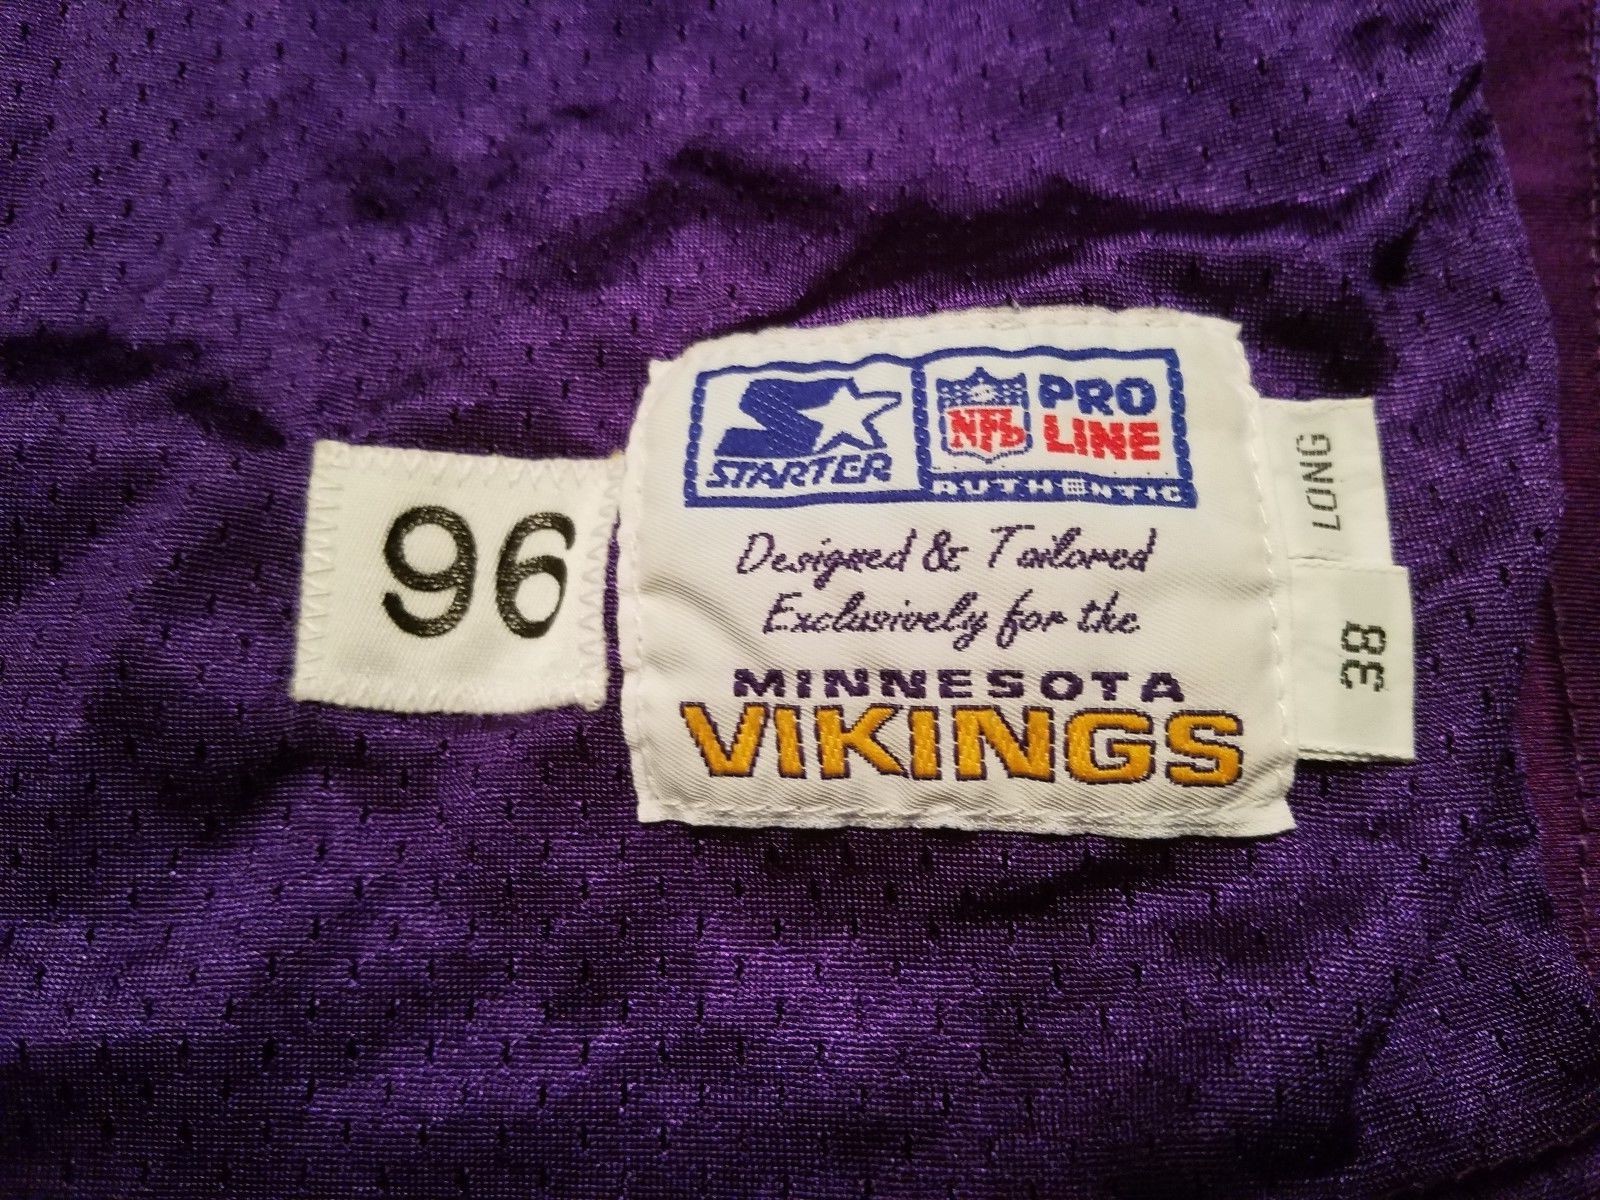 96
STARTER
NFL
PRO
LINE
AUTHENTIC
Designed & Tailored
Exclusively for the
MINNESOTA
VIKINGS
LONG
38